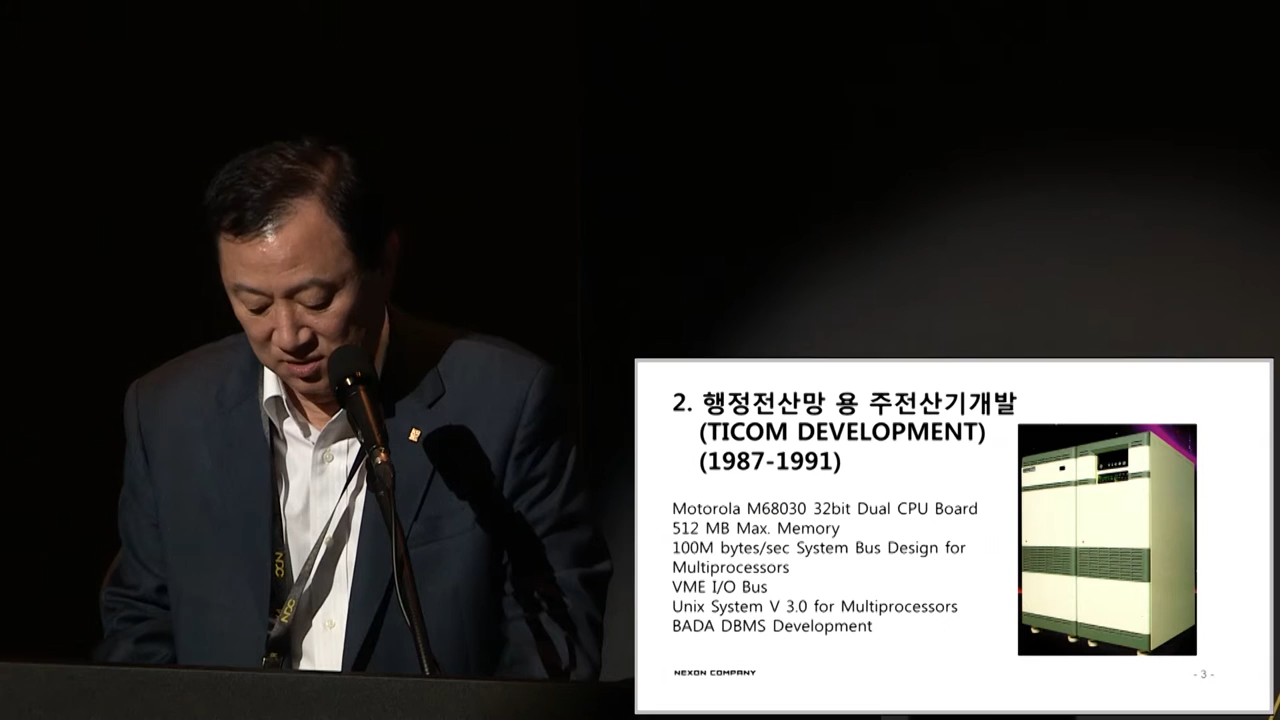 2. 행정전산망 용 주전산기개발
(TICOM DEVELOPMENT)
(1987-1991)
Motorola M68030 32bit Dual CPU Board
512 MB Max. Memory
100M bytes/sec System Bus Design for
Multiprocessors
VME I/O Bus
Unix System V 3.0 for Multiprocessors
BADA DBMS Development
NEXON COMPANY
- 3 -
NDC
NDC